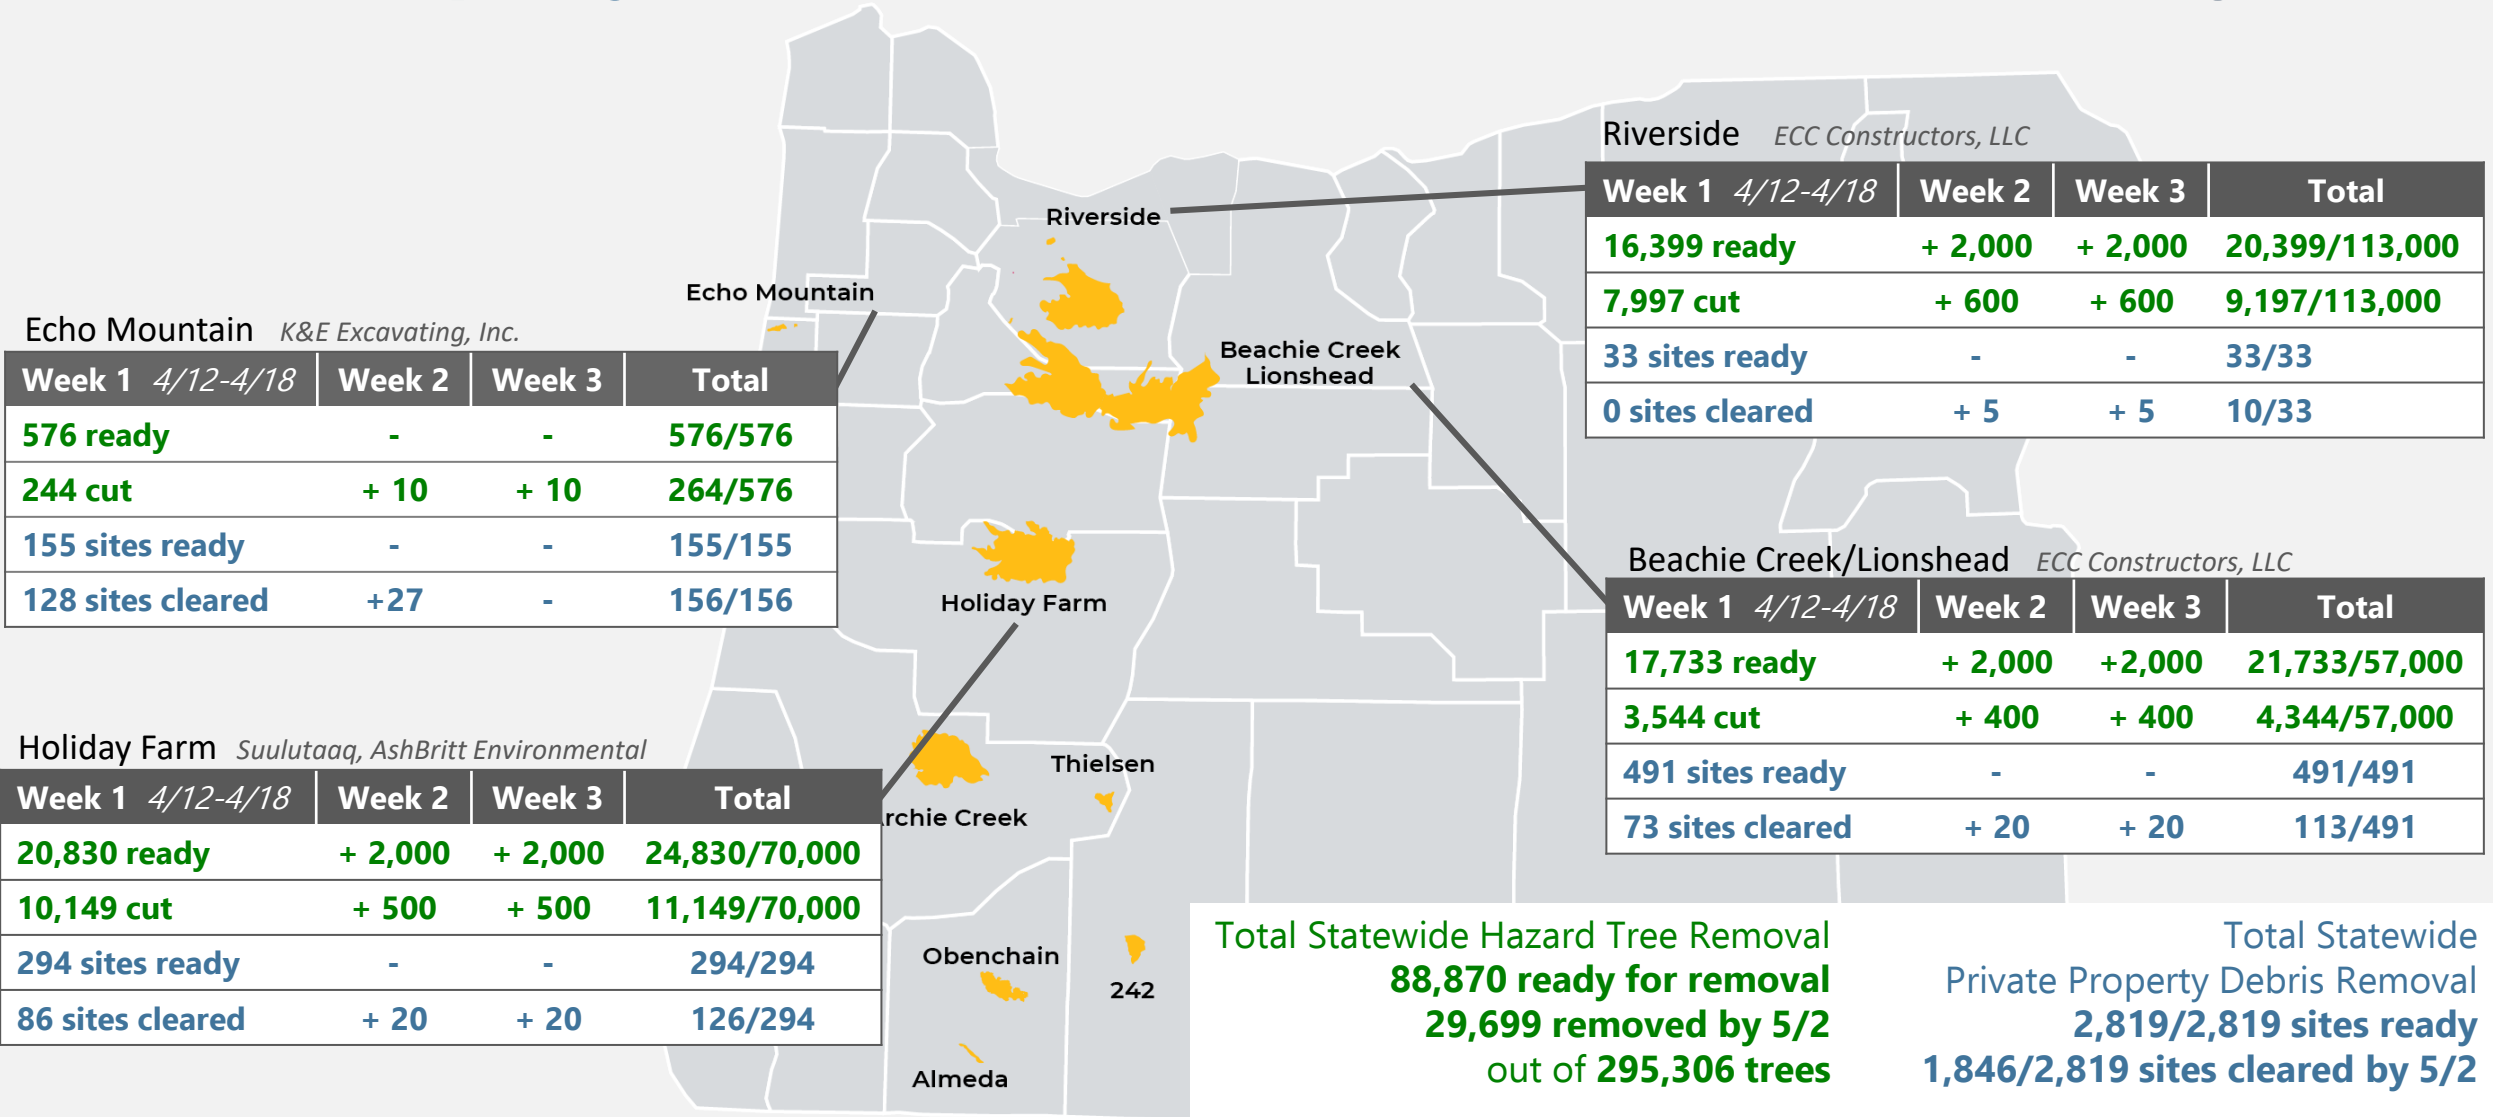 Riverside ECC Constructors, LLC
Week 1 4/12-4/18 Week 2 Week 3 Total
16,399 ready + 2,000 + 2,000 20,399/113,000
7,997 cut + 600 + 600 9,197/113,000
33 sites ready - - 33/33
0 sites cleared + 5 + 5 10/33
Riverside
Echo Mountain
Beachie Creek
Lionshead
Echo Mountain K&E Excavating, Inc.
Week 1 4/12-4/18 Week 2 Week 3 Total
576 ready - - 576/576
244 cut + 10 + 10 264/576
155 sites ready - - 155/155
128 sites cleared +27 - 156/156
Holiday Farm
Beachie Creek/Lionshead ECC Constructors, LLC
Week 1 4/12-4/18 Week 2 Week 3 Total
17,733 ready + 2,000 +2,000 21,733/57,000
3,544 cut + 400 + 400 4,344/57,000
491 sites ready - - 491/491
73 sites cleared + 20 + 20 113/491
Holiday Farm Suulutaaq, AshBritt Environmental
Week 1 4/12-4/18 Week 2 Week 3 Total
20,830 ready + 2,000 + 2,000 24,830/70,000
10,149 cut + 500 + 500 11,149/70,000
294 sites ready - - 294/294
86 sites cleared + 20 + 20 126/294
Thielsen
rchie Creek
Obenchain
242
Almeda
Total Statewide Hazard Tree Removal
88,870 ready for removal
29,699 removed by 5/2
out of 295,306 trees
Total Statewide
Private Property Debris Removal
2,819/2,819 sites ready
1,846/2,819 sites cleared by 5/2